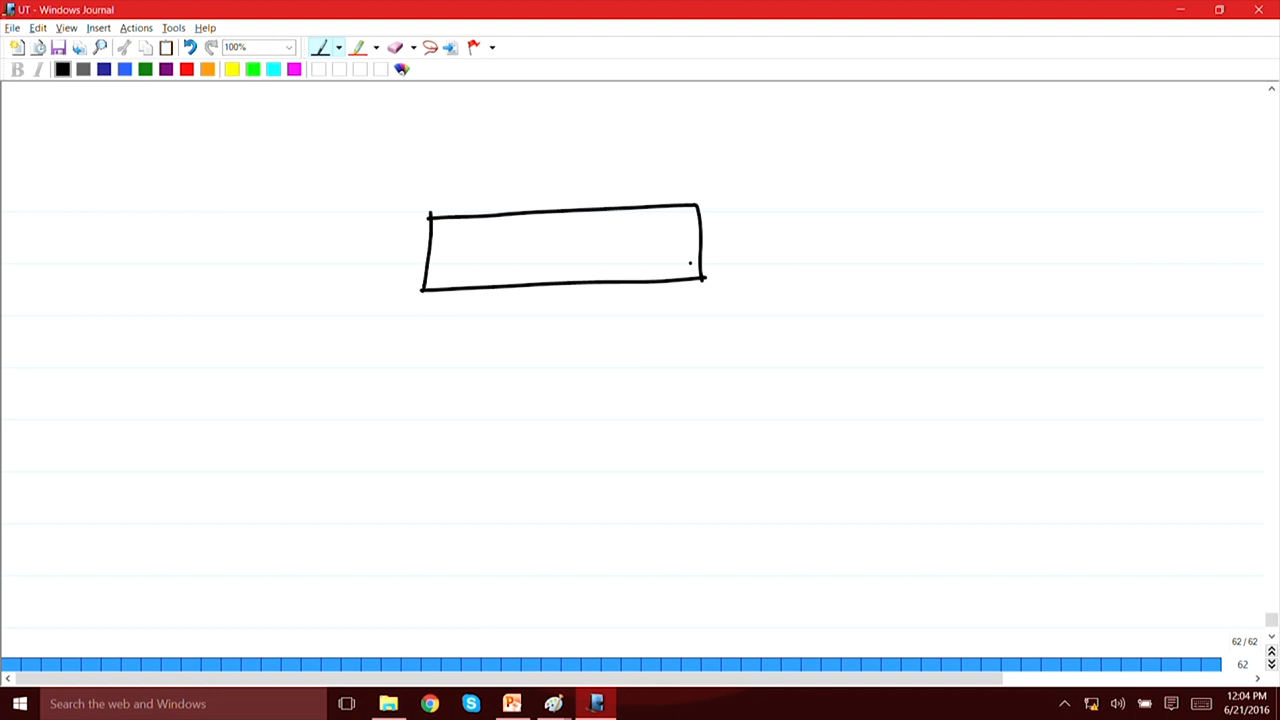 UT - Windows Journal
File Edit View Insert Actions Tools Help
100%
B I
62 / 62
62
Search the web and Windows
12:04 PM
6/21/2016